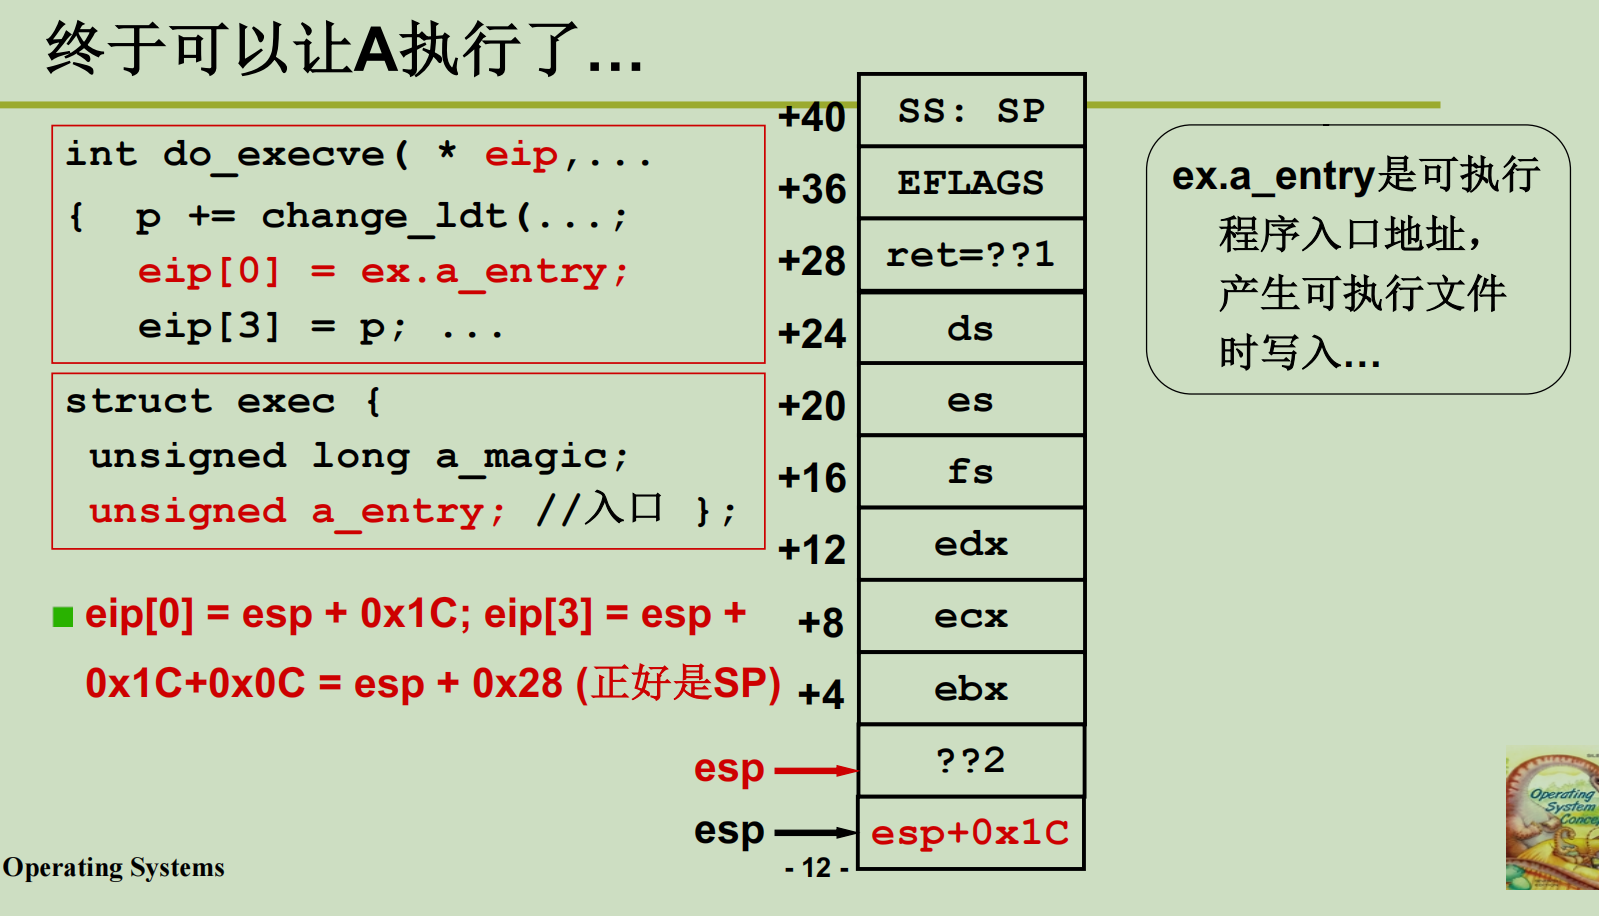 终于可以让A执行了...
int do_execve( * eip,...
{  p += change_ldt(...;
eip[0] = ex.a_entry;
eip[3] = p; ...
struct exec {
unsigned long a_magic;
unsigned a_entry; //入口 };
eip[0] = esp + 0x1C; eip[3] = esp +
0x1C+0x0C = esp + 0x28 (正好是SP)
+40 SS: SP
+36 EFLAGS
+28 ret=??1
+24 ds
+20 es
+16 fs
+12 edx
+8 ecx
+4 ebx
esp ??2
esp esp+0x1C
ex.a_entry是可执行
程序入口地址，
产生可执行文件
时写入...
Operating Systems
- 12 -
Operating
System